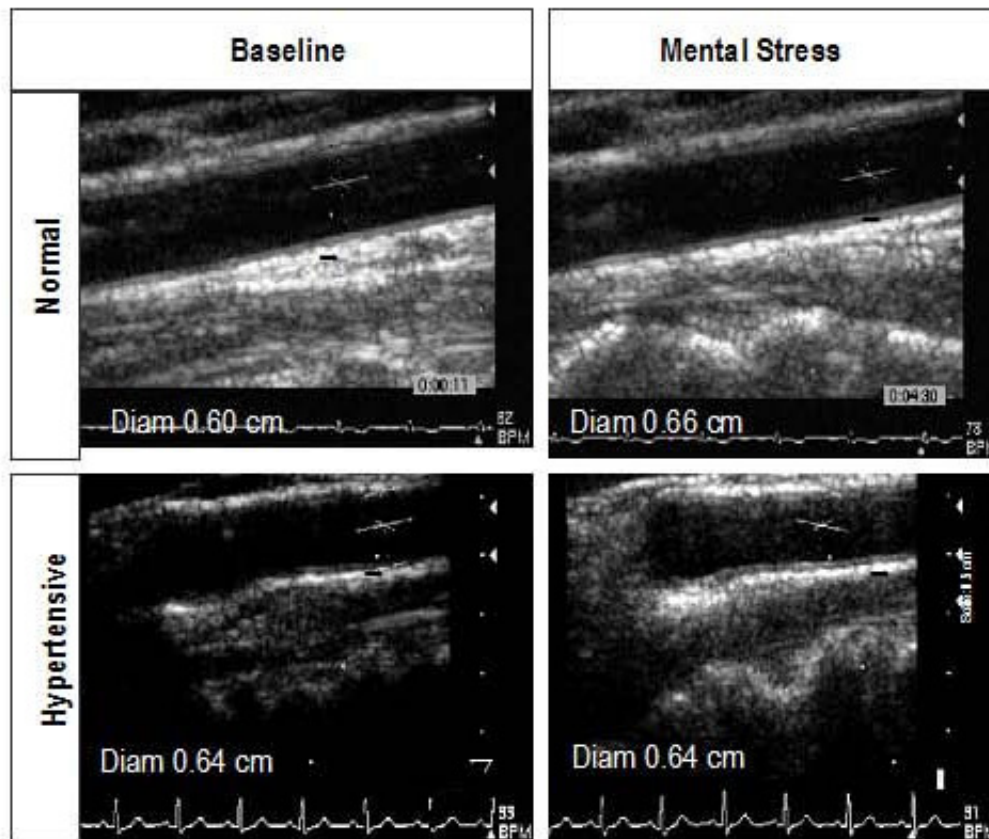 Baseline
Mental Stress
Normal
0:00:11
Diam 0.60 cm
82
BPM
0:04:30
Diam 0.66 cm
78
BPM
Hypertensive
Diam 0.64 cm
BPM
Diam 0.64 cm
91
BPM